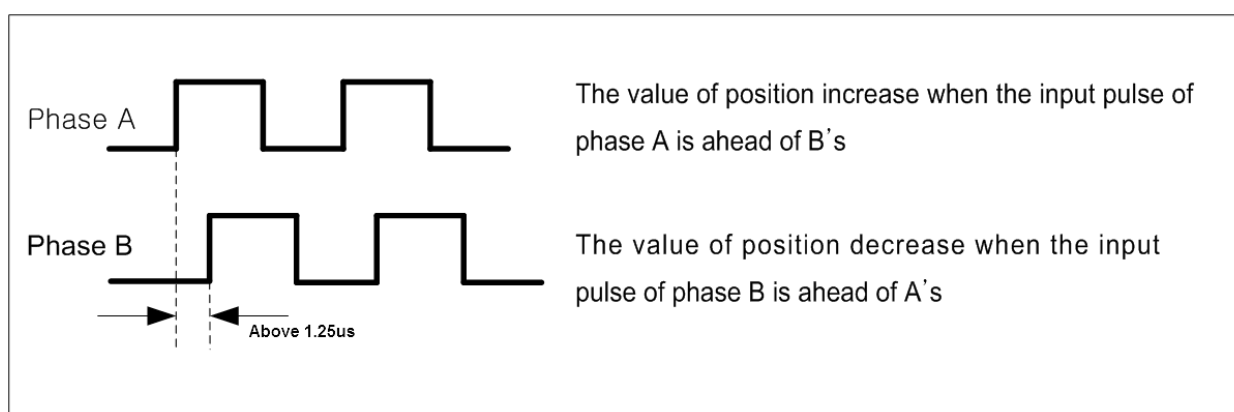 Phase A
The value of position increase when the input pulse of
phase A is ahead of B's
Phase B
The value of position decrease when the input
pulse of phase B is ahead of A's
Above 1.25us